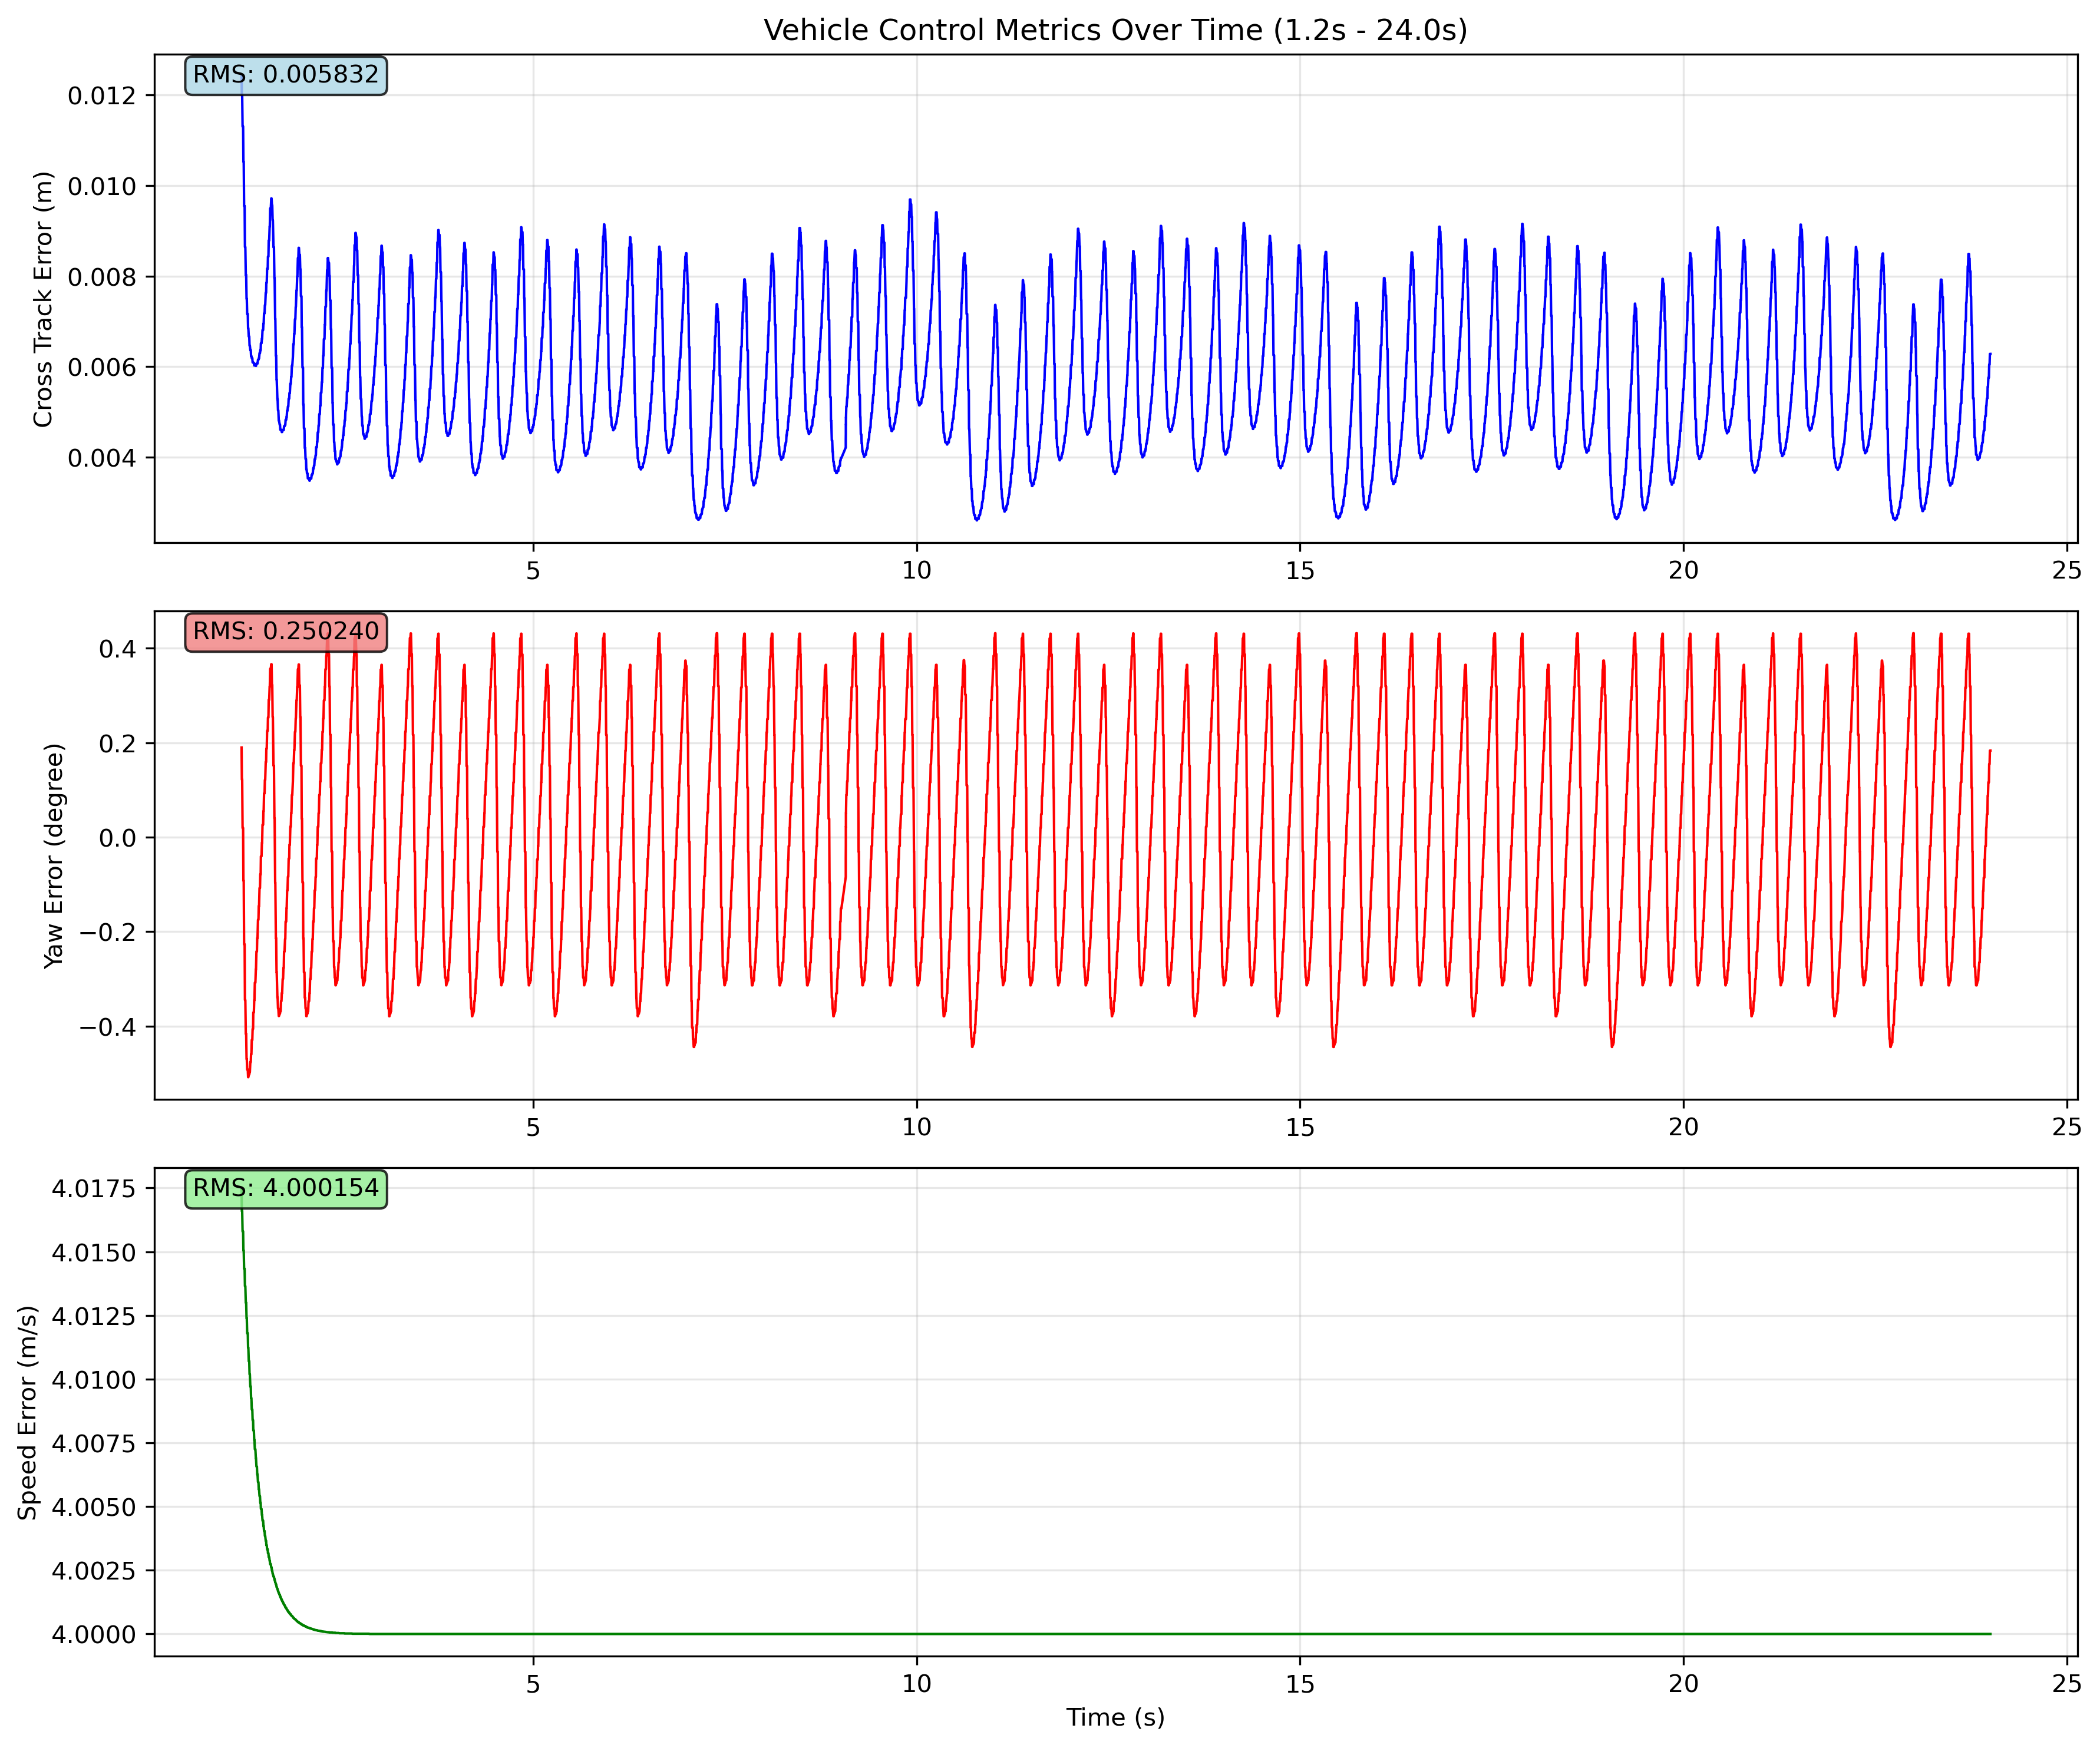 Vehicle Control Metrics Over Time (1.2s - 24.0s)
RMS: 0.005832
0.012
0.010
0.008
0.006
0.004
Cross Track Error (m)
5 10 15 20 25
RMS: 0.250240
0.4
0.2
0.0
−0.2
−0.4
Yaw Error (degree)
5 10 15 20 25
RMS: 4.000154
4.0175
4.0150
4.0125
4.0100
4.0075
4.0050
4.0025
4.0000
Speed Error (m/s)
5 10 15 20 25
Time (s)